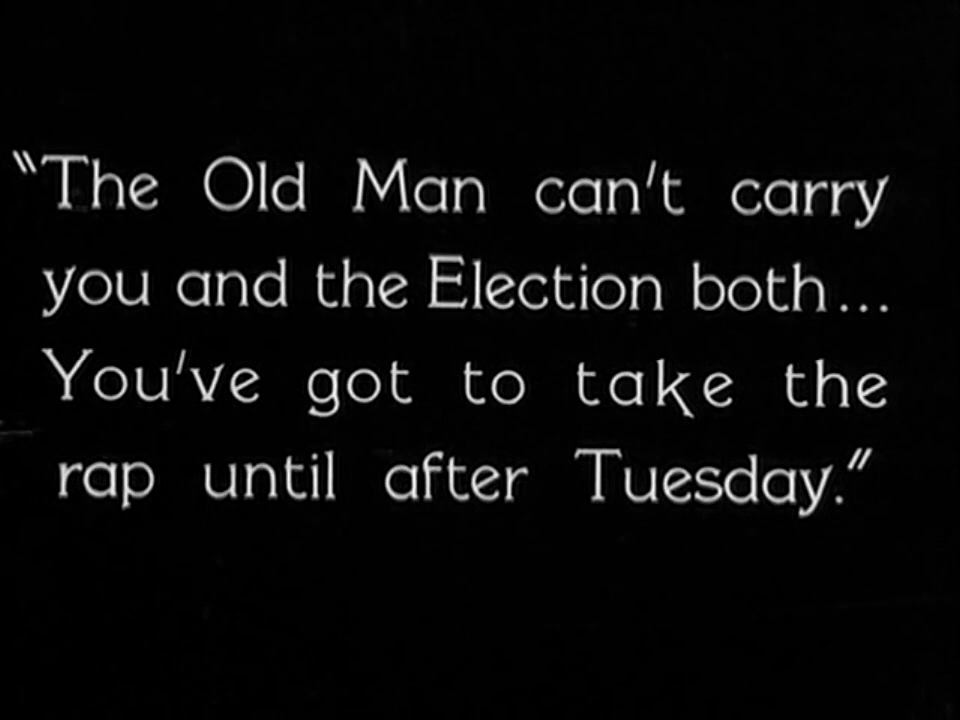 "The Old Man can't carry
you and the Election both...
You've got to take the
rap until after Tuesday."